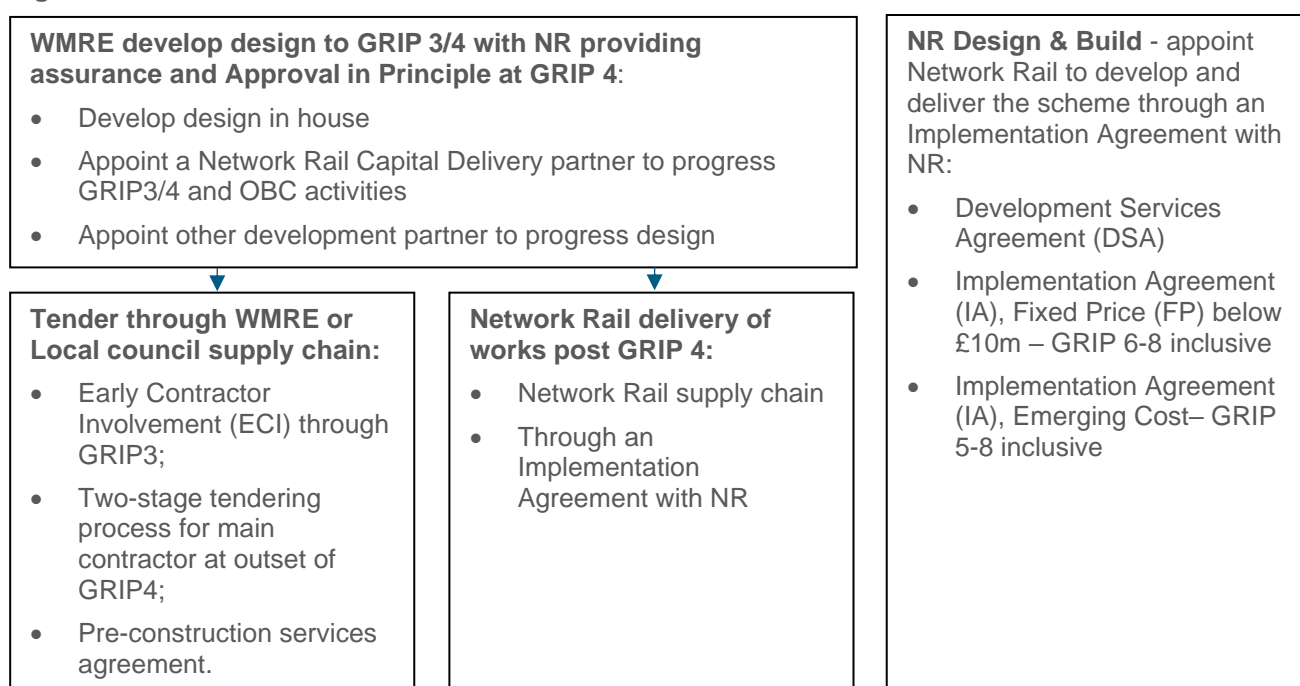 WMRE develop design to GRIP 3/4 with NR providing
assurance and Approval in Principle at GRIP 4:
• Develop design in house
• Appoint a Network Rail Capital Delivery partner to progress
GRIP3/4 and OBC activities
• Appoint other development partner to progress design
Tender through WMRE or
Local council supply chain:
• Early Contractor
Involvement (ECI) through
GRIP3;
• Two-stage tendering
process for main
contractor at outset of
GRIP4;
• Pre-construction services
agreement.
Network Rail delivery of
works post GRIP 4:
• Network Rail supply chain
• Through an
Implementation
Agreement with NR
NR Design & Build - appoint
Network Rail to develop and
deliver the scheme through an
Implementation Agreement with
NR:
• Development Services
Agreement (DSA)
• Implementation Agreement
(IA), Fixed Price (FP) below
£10m – GRIP 6-8 inclusive
• Implementation Agreement
(IA), Emerging Cost– GRIP
5-8 inclusive